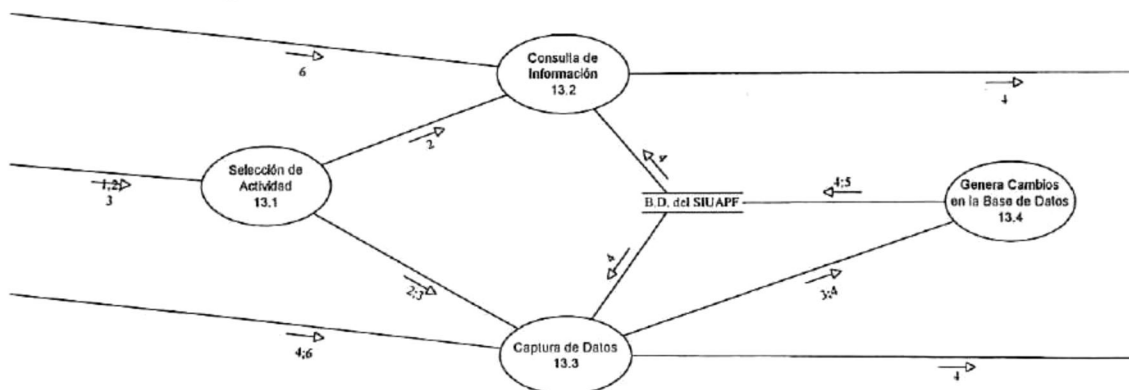 Consulta de
Información
13.2
6
4
2
4
Selección de
Actividad
13.1
1;2;
3
B.D. del SIUAPF
4;5
Genera Cambios
en la Base de Datos
13.4
4
2;3
3;4
4;6
Captura de Datos
13.3
4